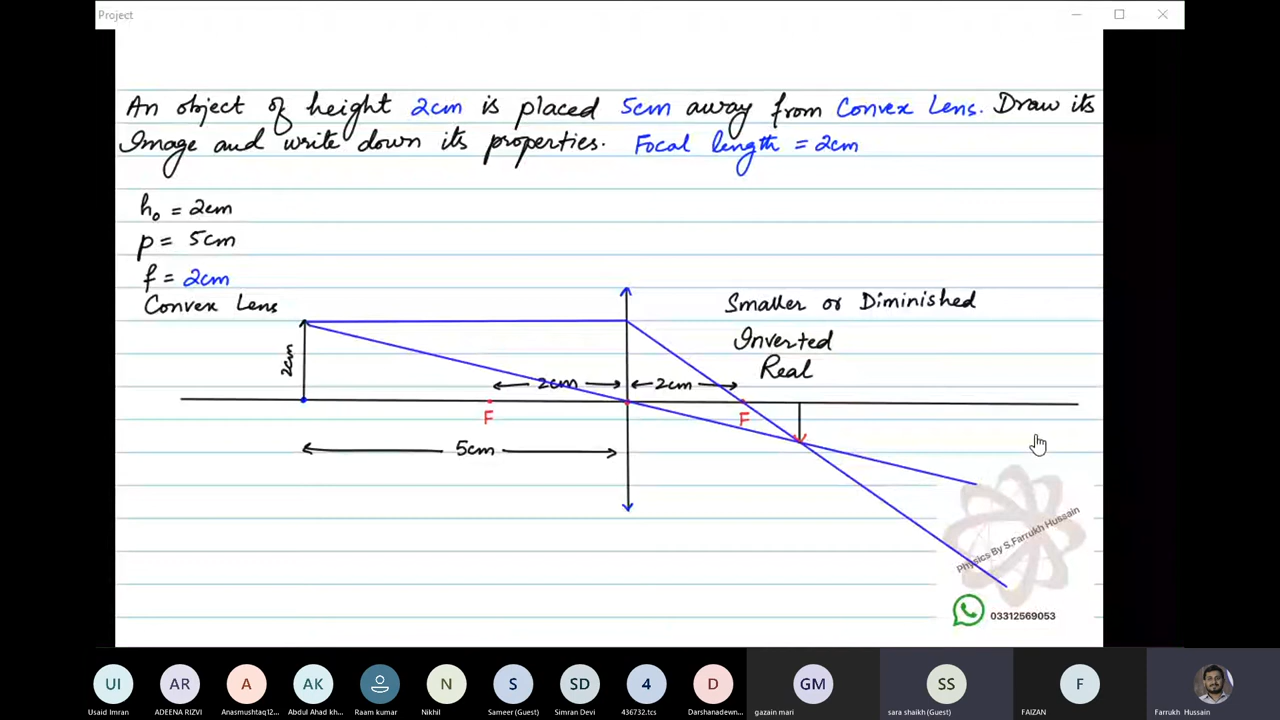 Project
An object of height 2cm is placed 5cm away from Convex Lens. Draw its
Image and write down its properties. Focal length = 2cm
h₀ = 2cm
p = 5cm
f = 2cm
Convex Lens
Smaller or Diminished
Inverted
Real
2cm
2cm
2cm
F
F
5cm
Physics By S.Farrukh Hussain
03312569053
UI
AR
A
AK
N
S
SD
4
D
GM
SS
F
Usaid Imran
ADEENA RIZVI
Anasmushtaq12...
Abdul Ahad kh...
Raam kumar
Nikhil
Sameer (Guest)
Simran Devi
436732.tcs
Darshanadewn...
gazain mari
sara shaikh (Guest)
FAIZAN
Farrukh Hussain